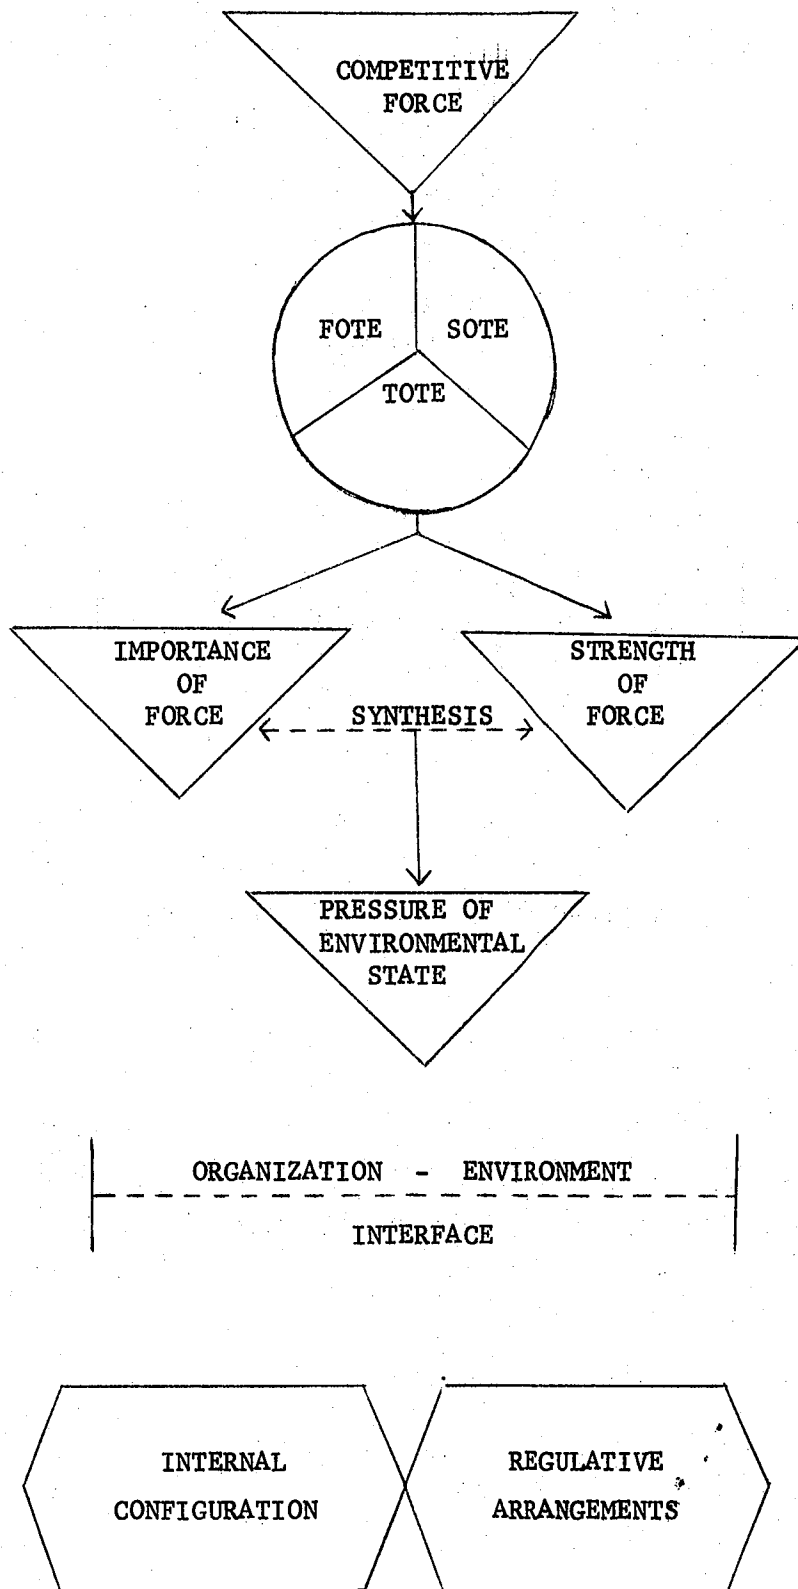 COMPETITIVE
FORCE
FOTE SOTE
TOTE
IMPORTANCE
OF
FORCE
STRENGTH
OF
FORCE
SYNTHESIS
PRESSURE OF
ENVIRONMENTAL
STATE
ORGANIZATION - ENVIRONMENT
INTERFACE
INTERNAL
CONFIGURATION
REGULATIVE
ARRANGEMENTS